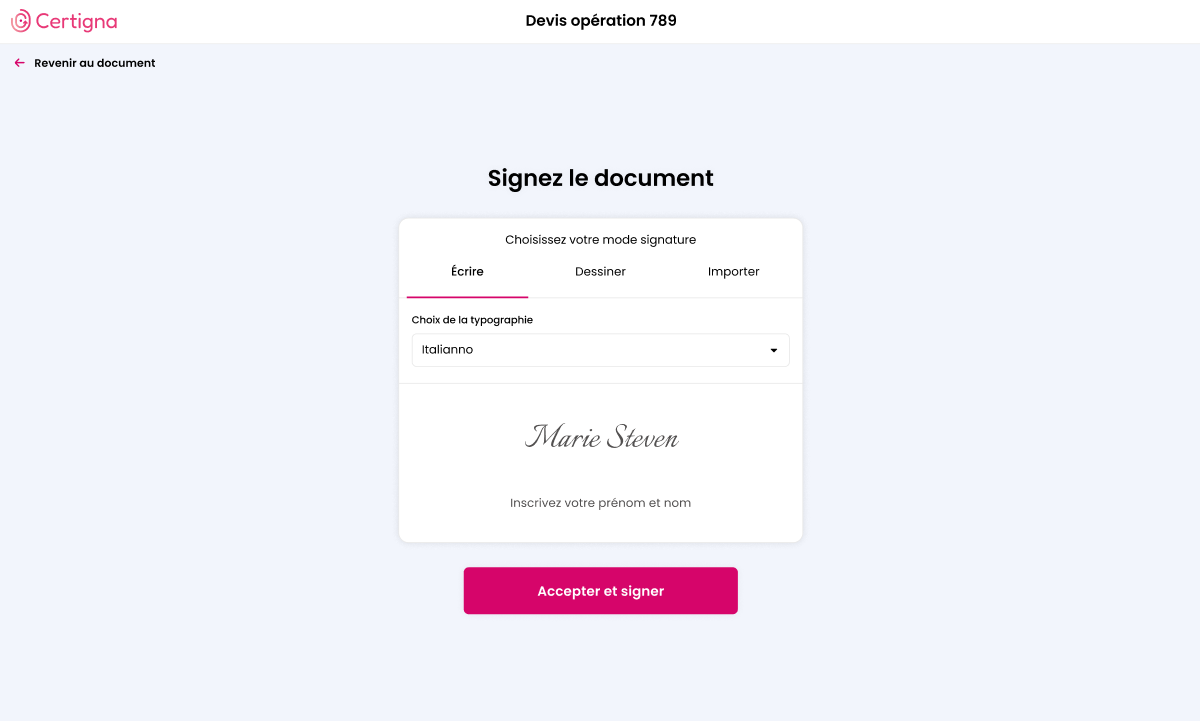 Certigna
Devis opération 789
Revenir au document
Signez le document
Choisissez votre mode signature
Écrire Dessiner Importer
Choix de la typographie
Italianno
Marie Steven
Inscrivez votre prénom et nom
Accepter et signer